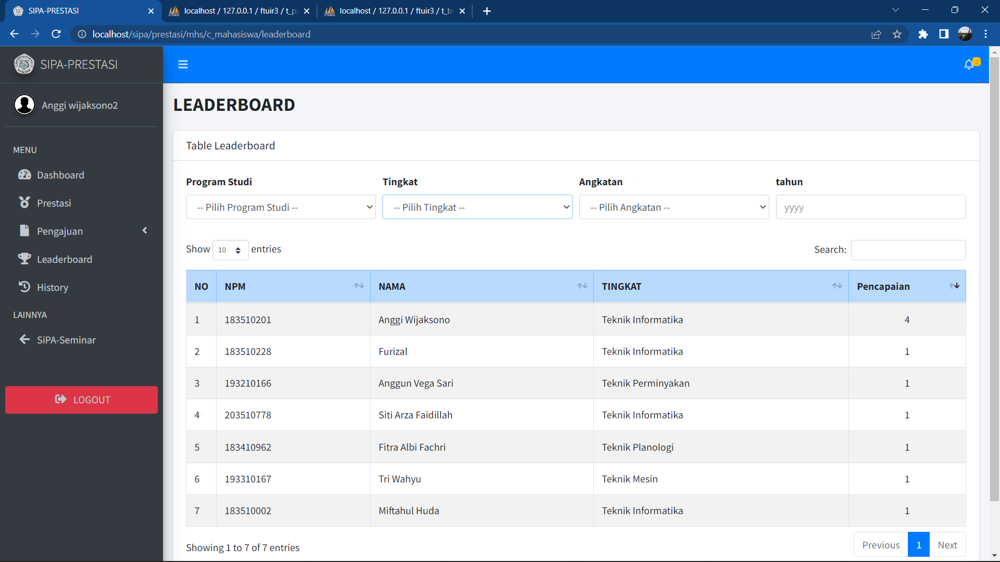 SIPA-PRESTASI
localhost / 127.0.0.1 / ftuir3 / t_p
localhost / 127.0.0.1 / ftuir3 / t_b
localhost/sipa/prestasi/mhs/c_mahasiswa/leaderboard
SIPA-PRESTASI
2
Anggi wijaksono2
MENU
Dashboard
Prestasi
Pengajuan
Leaderboard
History
LAINNYA
SiPA-Seminar
LOGOUT
LEADERBOARD
Table Leaderboard
Program Studi Tingkat Angkatan tahun
-- Pilih Program Studi -- -- Pilih Tingkat -- -- Pilih Angkatan -- yyyy
Show 10 entries Search:
NO NPM NAMA TINGKAT Pencapaian
1 183510201 Anggi Wijaksono Teknik Informatika 4
2 183510228 Furizal Teknik Informatika 1
3 193210166 Anggun Vega Sari Teknik Perminyakan 1
4 203510778 Siti Arza Faidillah Teknik Informatika 1
5 183410962 Fitra Albi Fachri Teknik Planologi 1
6 193310167 Tri Wahyu Teknik Mesin 1
7 183510002 Miftahul Huda Teknik Informatika 1
Showing 1 to 7 of 7 entries Previous 1 Next